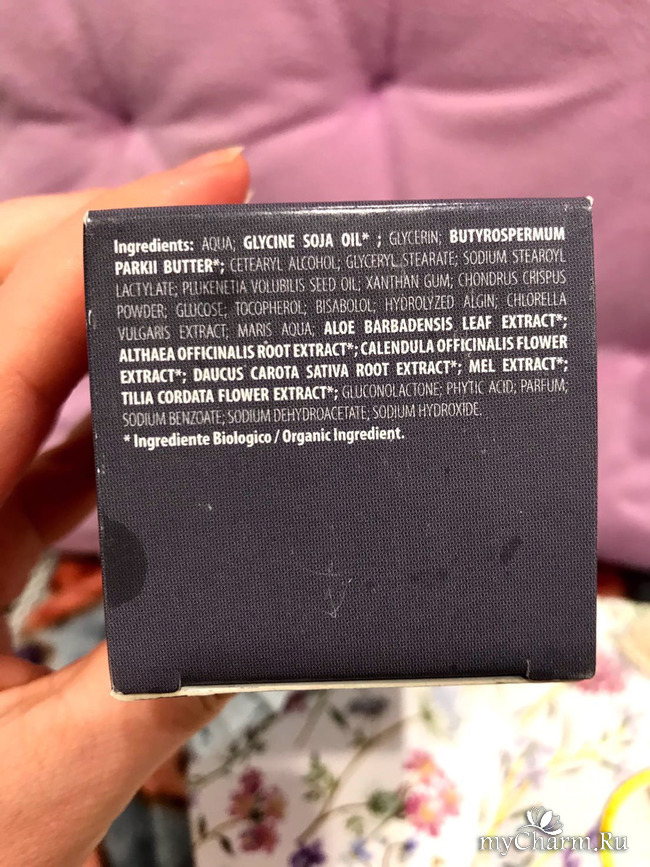 Ingredients: AQUA; GLYCINE SOJA OIL* ; GLYCERIN; BUTYROSPERMUM
PARKII BUTTER*; CETEARYL ALCOHOL; GLYCERYL STEARATE; SODIUM STEAROYL
LACTYLATE; PLUKENETIA VOLUBILIS SEED OIL; XANTHAN GUM; CHONDRUS CRISPUS
POWDER; GLUCOSE; TOCOPHEROL; BISABOLOL; HYDROLYZED ALGIN; CHLORELLA
VULGARIS EXTRACT; MARIS AQUA; ALOE BARBADENSIS LEAF EXTRACT*;
ALTHAEA OFFICINALIS ROOT EXTRACT*; CALENDULA OFFICINALIS FLOWER
EXTRACT*; DAUCUS CAROTA SATIVA ROOT EXTRACT*; MEL EXTRACT*;
TILIA CORDATA FLOWER EXTRACT*; GLUCONOLACTONE; PHYTIC ACID; PARFUM;
SODIUM BENZOATE; SODIUM DEHYDROACETATE; SODIUM HYDROXIDE.
* Ingrediente Biologico / Organic Ingredient.
myCharm.Ru